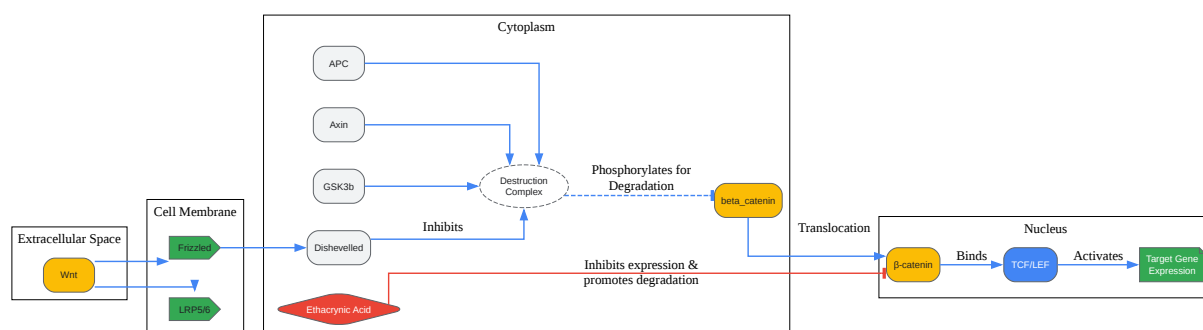 Extracellular Space
Wnt
Cell Membrane
Frizzled
LRP5/6
Cytoplasm
APC
Axin
GSK3b
Dishevelled
Ethacrynic Acid
Inhibits
Destruction
Complex
Phosphorylates for
Degradation
beta_catenin
Inhibits expression &
promotes degradation
Translocation
Nucleus
β-catenin
Binds
TCF/LEF
Activates
Target Gene
Expression